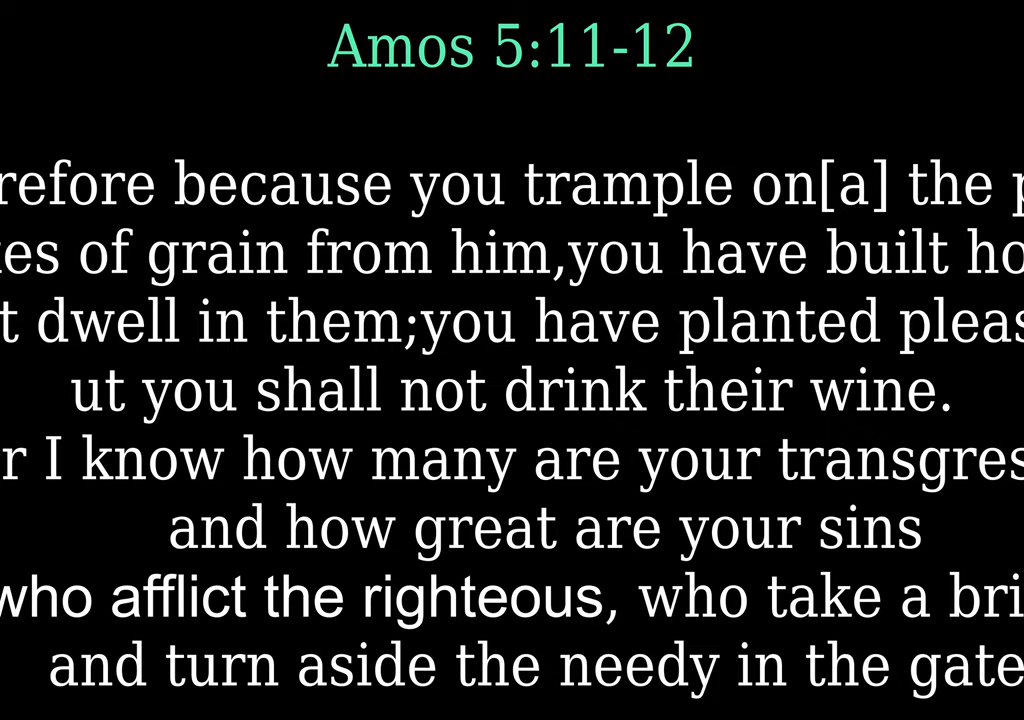 Amos 5:11-12
refore because you trample on[a] the p
es of grain from him,you have built ho
t dwell in them;you have planted pleas
ut you shall not drink their wine.
r I know how many are your transgres
and how great are your sins
who afflict the righteous, who take a bri
and turn aside the needy in the gate